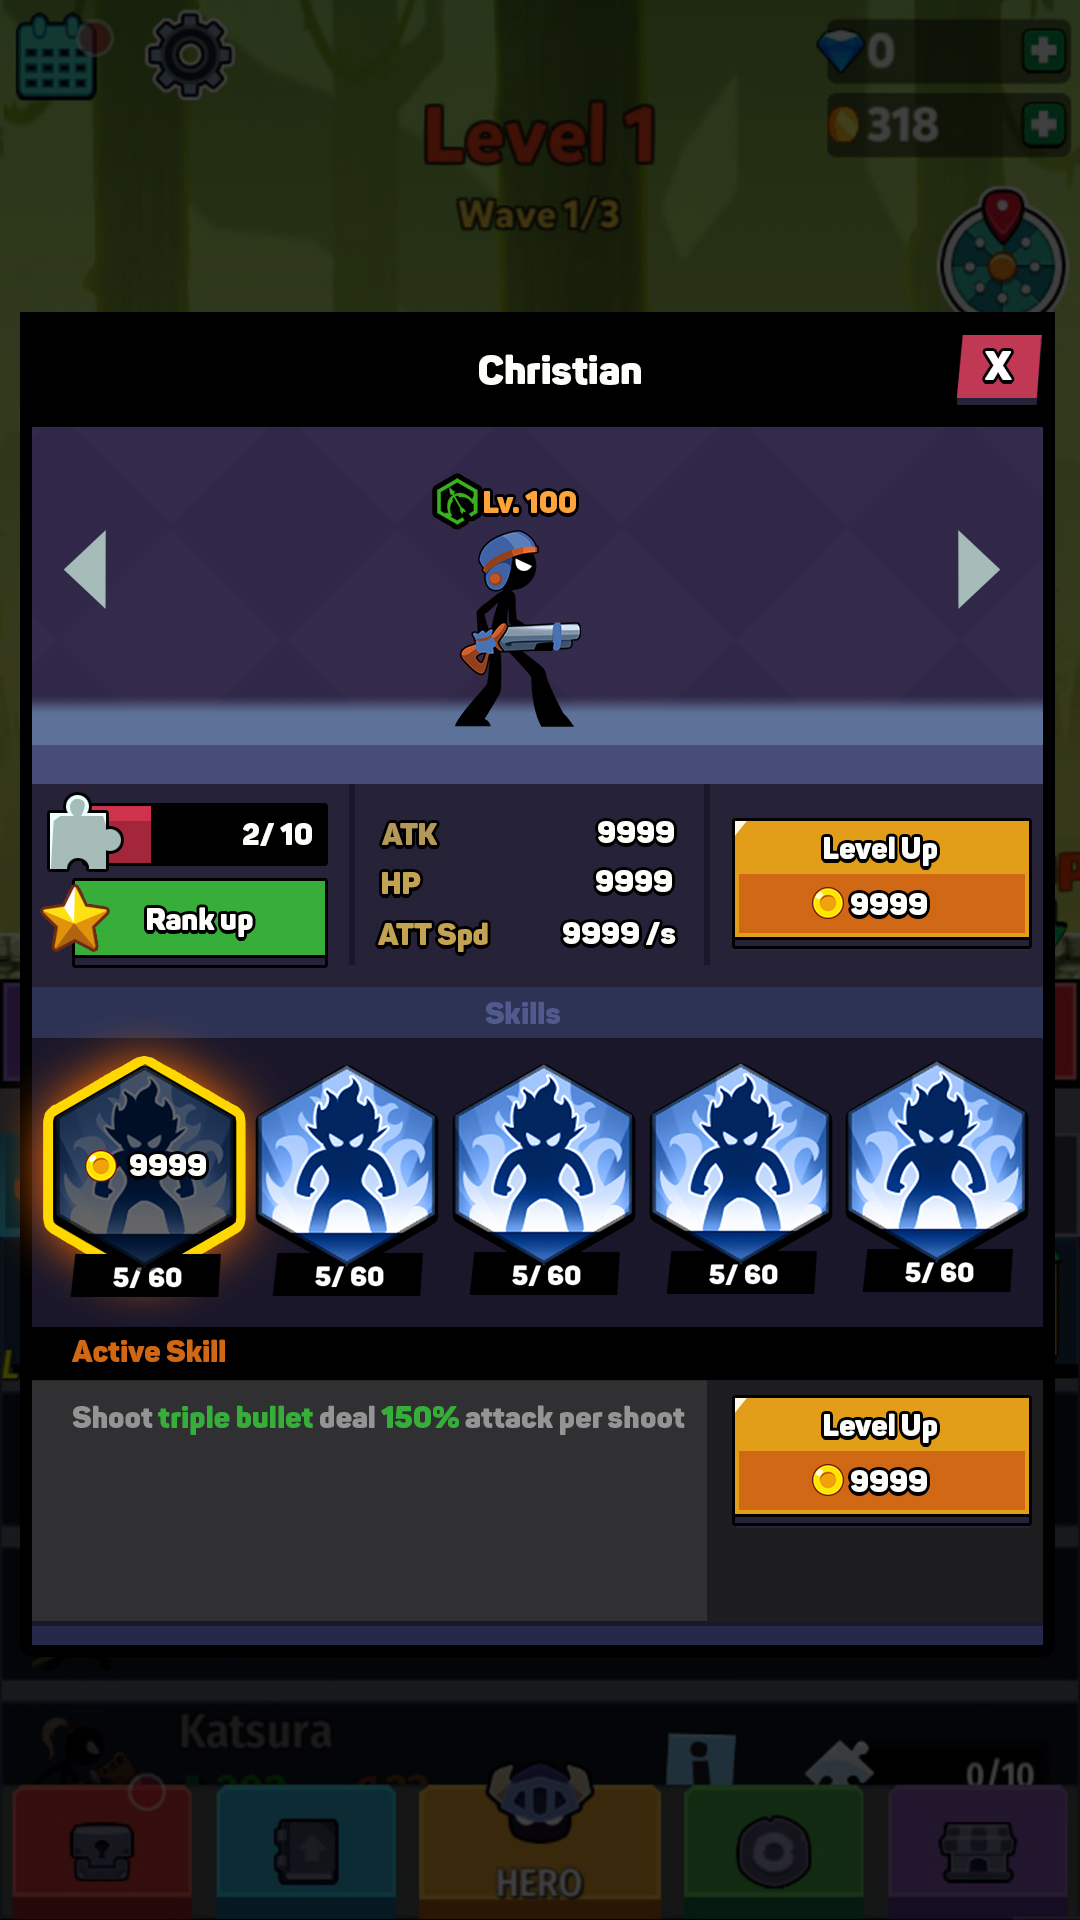 0
318
Level 1
Wave 1/3
Christian
X
Lv. 100
2/ 10
Rank up
ATK 9999
HP 9999
ATT Spd 9999 /s
Level Up
9999
Skills
9999
5/ 60
5/ 60
5/ 60
5/ 60
5/ 60
Active Skill
Shoot triple bullet deal 150% attack per shoot
Level Up
9999
Katsura
0/10
HERO